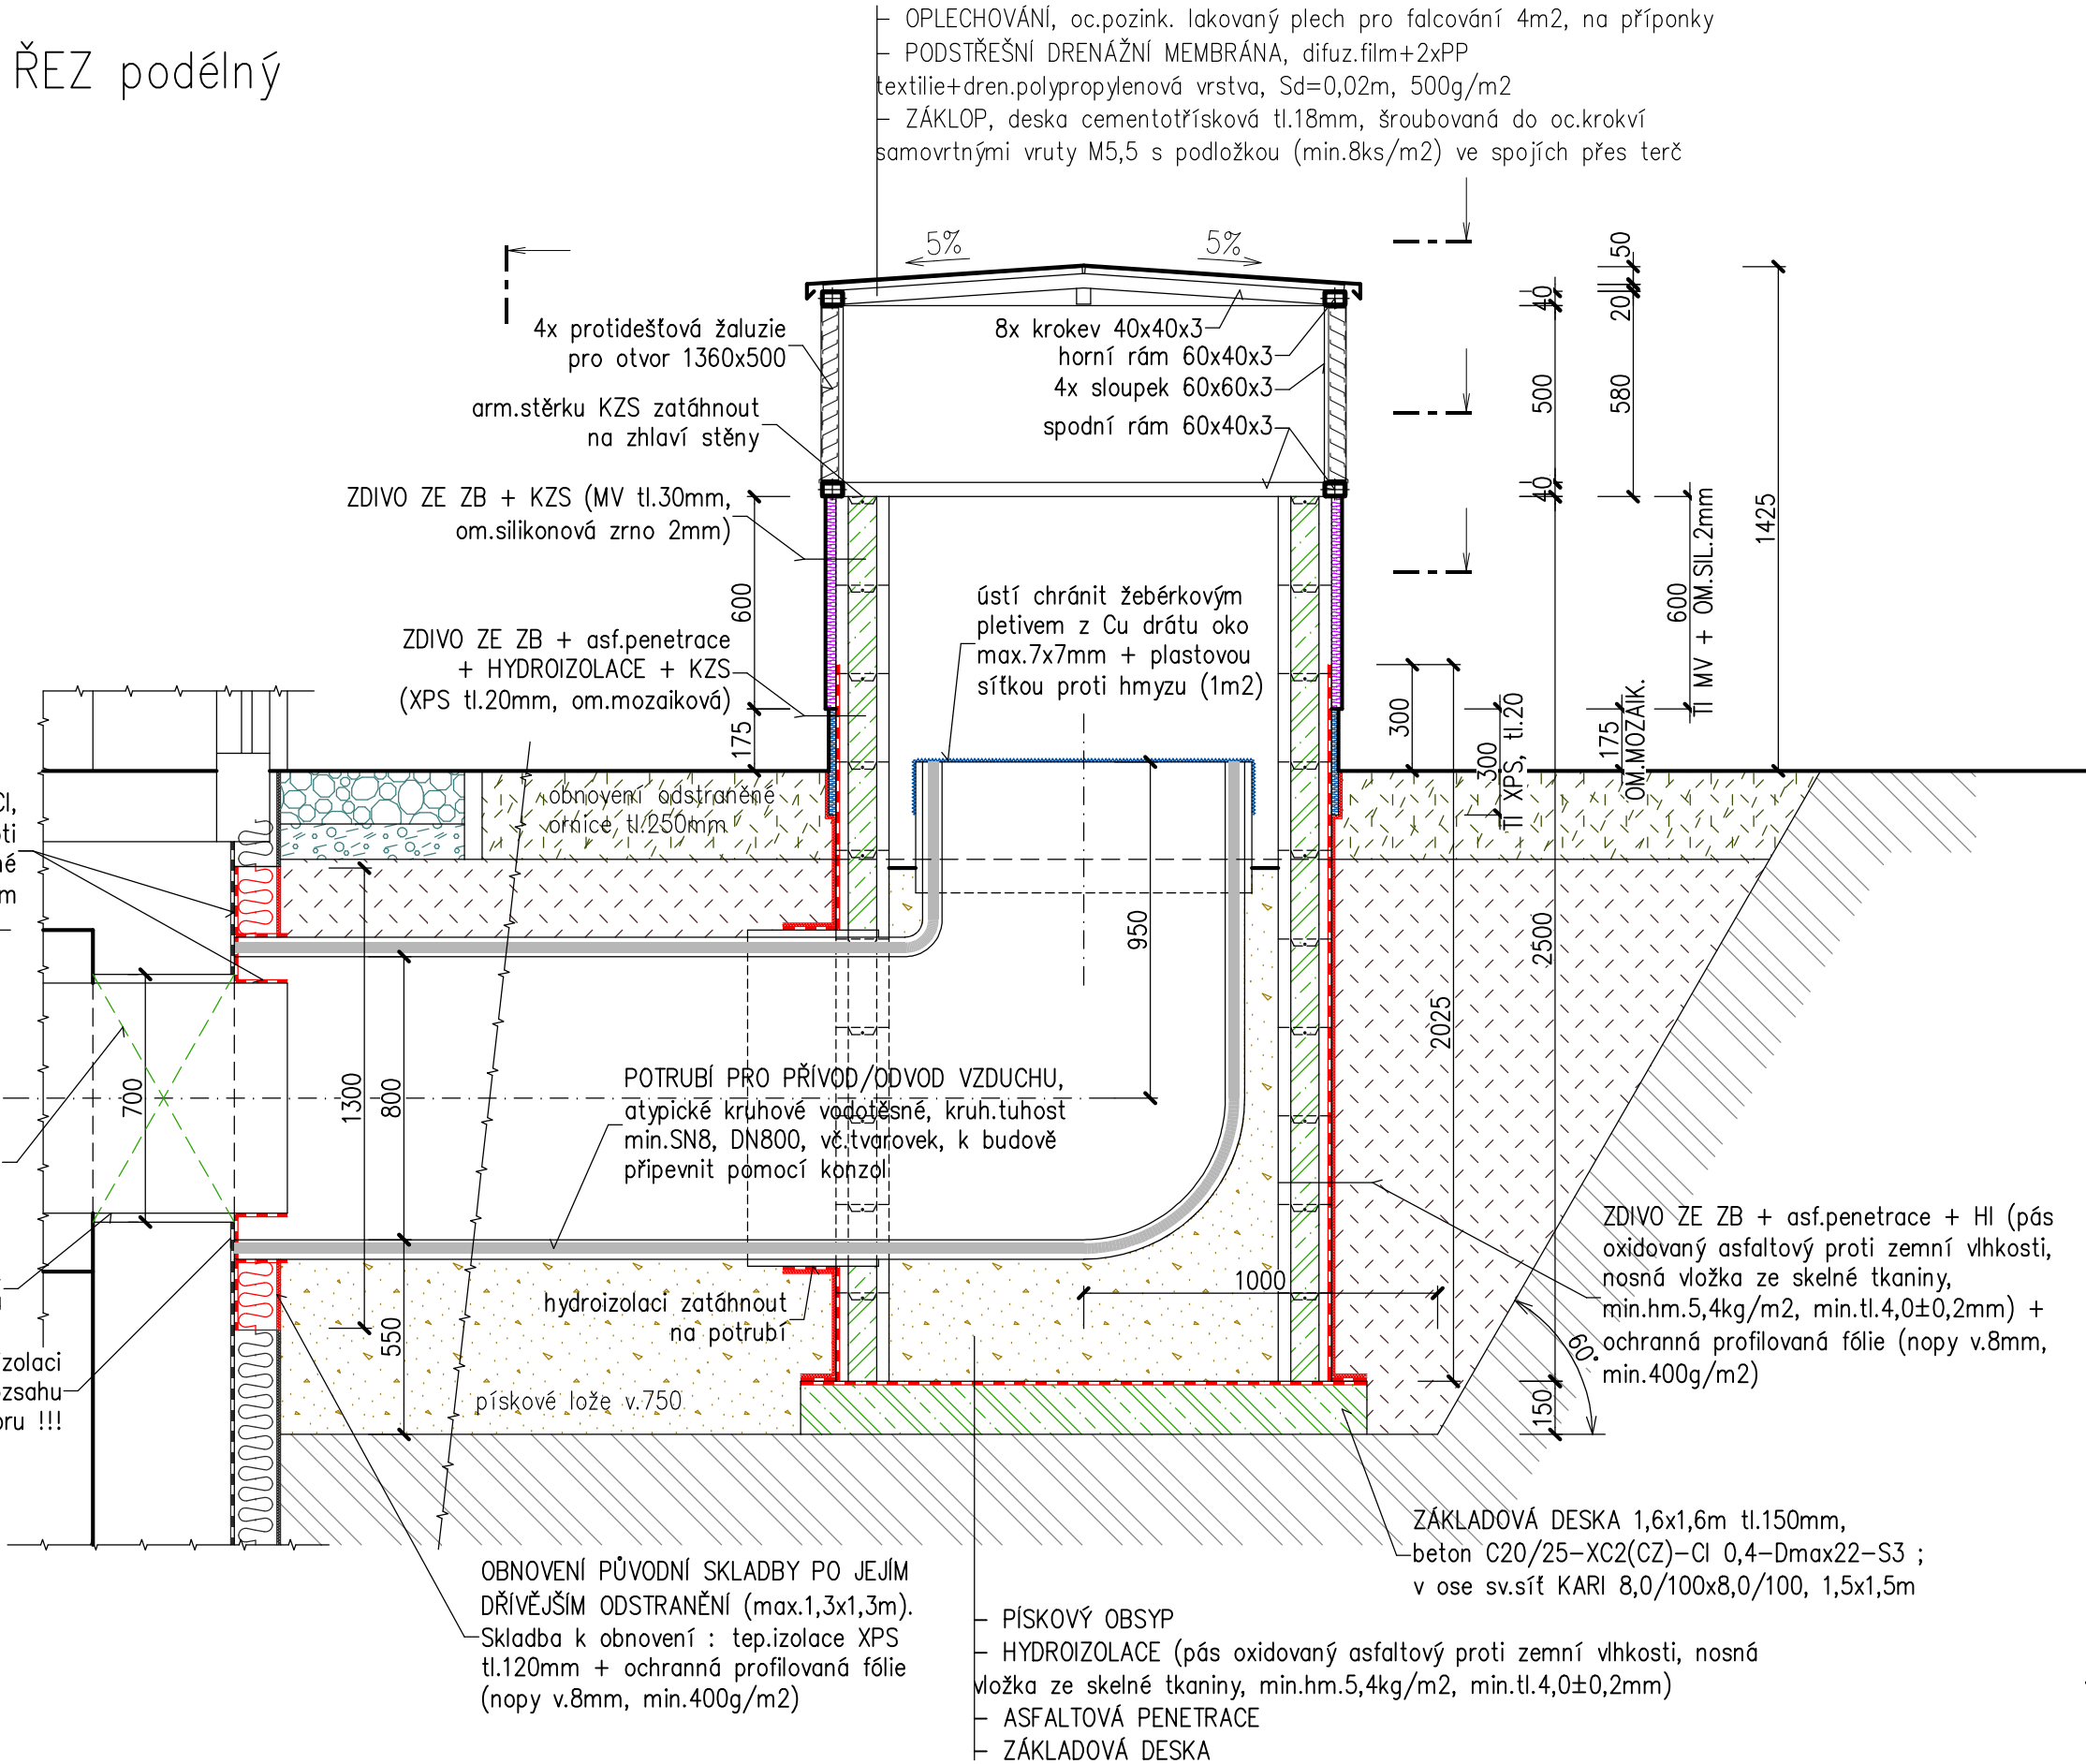 ŘEZ podélný
- OPLECHOVÁNÍ, oc.pozink. lakovaný plech pro falcování 4m2, na příponky
- PODSTŘEŠNÍ DRENÁŽNÍ MEMBRÁNA, difuz.film+2xPP
textilie+dren.polypropylenová vrstva, Sd=0,02m, 500g/m2
- ZÁKLOP, deska cementotřísková tl.18mm, šroubovaná do oc.krokví
samovrtnými vruty M5,5 s podložkou (min.8ks/m2) ve spojích přes terč
5%
5%
4x protidešťová žaluzie
pro otvor 1360x500
8x krokev 40x40x3
horní rám 60x40x3
4x sloupek 60x60x3
spodní rám 60x40x3
arm.stěrku KZS zatáhnout
na zhlaví stěny
ZDIVO ZE ZB + KZS (MV tl.30mm,
om.silikonová zrno 2mm)
ZDIVO ZE ZB + asf.penetrace
+ HYDROIZOLACE + KZS
(XPS tl.20mm, om.mozaiková)
600
175
ústí chránit žebérkovým
pletivem z Cu drátu oko
max.7x7mm + plastovou
síťkou proti hmyzu (1m2)
40
500
40
2500
150
50
20
580
1425
600
TI MV + OM.SIL.2mm
175
OM.MOZAIK.
300
TI XPS, tl.20
300
2025
CI,
oti
né
m
obnovení odstraněné
ornice tl.250mm
950
700
1300
800
550
POTRUBÍ PRO PŘÍVOD/ODVOD VZDUCHU,
atypické kruhové vodotěsné, kruh.tuhost
min.SN8, DN800, vč.tvarovek, k budově
připevnit pomocí konzol
1000
hydroizolaci zatáhnout
na potrubí
pískové lože v.750
izolaci
ozsahu
oru !!!
60°
ZDIVO ZE ZB + asf.penetrace + HI (pás
oxidovaný asfaltový proti zemní vlhkosti,
nosná vložka ze skelné tkaniny,
min.hm.5,4kg/m2, min.tl.4,0±0,2mm) +
ochranná profilovaná fólie (nopy v.8mm,
min.400g/m2)
ZÁKLADOVÁ DESKA 1,6x1,6m tl.150mm,
beton C20/25-XC2(CZ)-Cl 0,4-Dmax22-S3 ;
v ose sv.síť KARI 8,0/100x8,0/100, 1,5x1,5m
OBNOVENÍ PŮVODNÍ SKLADBY PO JEJÍM
DŘÍVĚJŠÍM ODSTRANĚNÍ (max.1,3x1,3m).
Skladba k obnovení : tep.izolace XPS
tl.120mm + ochranná profilovaná fólie
(nopy v.8mm, min.400g/m2)
- PÍSKOVÝ OBSYP
- HYDROIZOLACE (pás oxidovaný asfaltový proti zemní vlhkosti, nosná
vložka ze skelné tkaniny, min.hm.5,4kg/m2, min.tl.4,0±0,2mm)
- ASFALTOVÁ PENETRACE
- ZÁKLADOVÁ DESKA